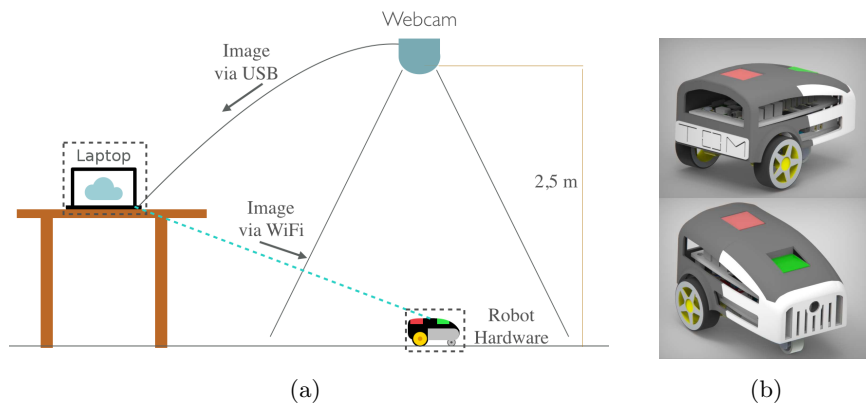 Webcam
Image
via USB
Laptop
2,5 m
Image
via WiFi
Robot
Hardware
TOM
(a)
(b)